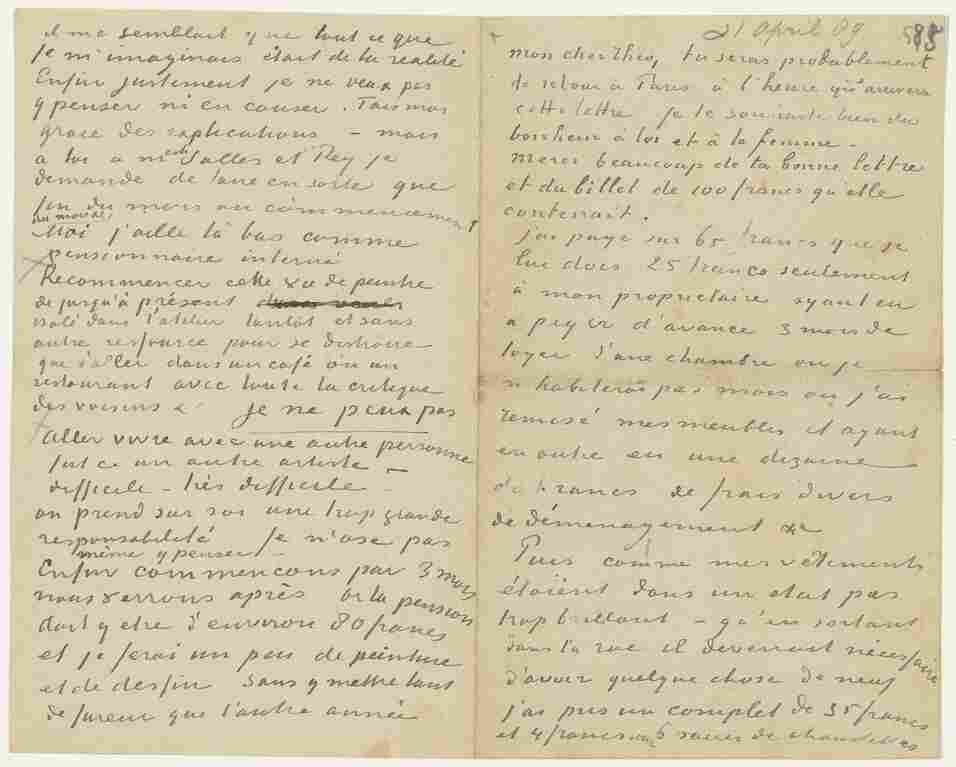 il me semblait que tout ce que
je m'imaginais était de la réalité
Enfin justement je ne veux pas
y penser ni en causer. Fais moi
grace des explications – mais
à toi à mrs Salles et Rey je
demande de faire en sorte que
fin du mois ou commencement
du mois de mai
j'aille là bas comme
pensionnaire interné
Recommencer cette vie de peintre
de jusqu'à présent
isolé dans l'atelier tantôt et sans
autre ressource pour se distraire
que d'aller dans un café ou un
restaurant avec toute la critique
des voisins &c je ne peux pas
aller vivre avec une autre personne
fut ce un autre artiste –
difficile – très difficile –
on prend sur soi une trop grande
responsabilité je n'ose pas
même y penser –
Enfin commençons par 3 mois
nous verrons après or la pension
doit y etre d'environ 80 francs
et je ferai un peu de peinture
et de dessin sans y mettre tant
de fureur que l'autre année
21 April 89
mon cher Theo, tu seras probablement
de retour à Paris à l'heure qu'arrivera
cette lettre je te souhaite bien du
bonheur à toi et à ta femme –
merci beaucoup de ta bonne lettre
et du billet de 100 francs qu'elle
contenait.
j'ai payé sur 65 francs que je
lui dois 25 francs seulement
à mon propriétaire ayant eu
à payer d'avance 3 mois de
loyer d'une chambre ou je
n'habiterai pas mais ou j'ai
remisé mes meubles et ayant
en outre eu une dizaine
de francs de frais divers
de déménagement &c
Puis comme mes vêtements
étaient dans un etat pas
trop brillant – qu'en sortant
dans la rue il devenait nécessaire
d'avoir quelque chose de neuf
j'ai pris un complet de 35 francs
et 4 francs pour 6 paires de chaussettes